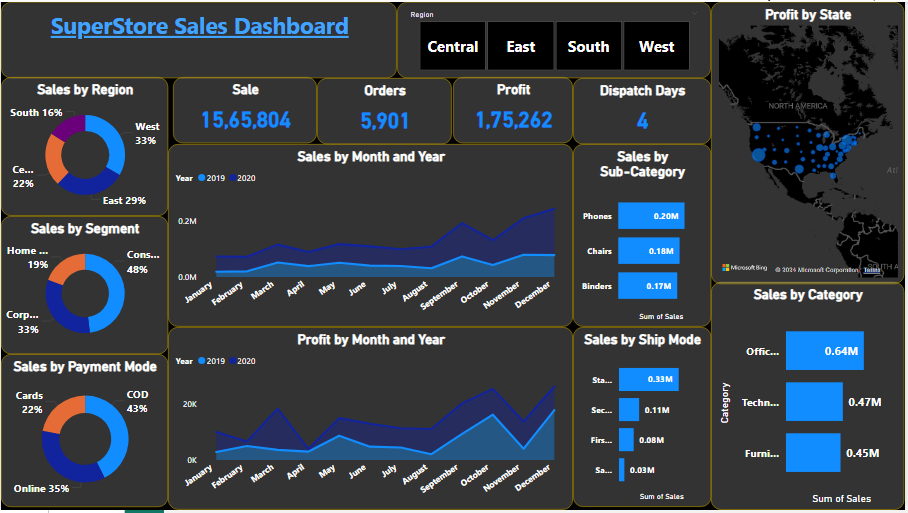 SuperStore Sales Dashboard
Region
Central East South West
Profit by State
NORTH AMERICA
Microsoft Bing
© 2024 Microsoft Corporation Terms
SOUTH A
Sales by Region
South 16%
West
33%
Ce...
22%
East 29%
Sale
15,65,804
Orders
5,901
Profit
1,75,262
Dispatch Days
4
Sales by Month and Year
Year 2019 2020
0.2M
0.0M
January February March April May June July August September October November December
Sales by
Sub-Category
Phones 0.20M
Chairs 0.18M
Binders 0.17M
Sum of Sales
Sales by Segment
Home ...
19%
Cons...
48%
Corp...
33%
Sales by Category
Category
Offic... 0.64M
Techn... 0.47M
Furni... 0.45M
Sum of Sales
Profit by Month and Year
Year 2019 2020
20K
0K
January February March April May June July August September October November December
Sales by Ship Mode
Sta... 0.33M
Sec... 0.11M
Firs... 0.08M
Sa... 0.03M
Sum of Sales
Sales by Payment Mode
Cards
22%
COD
43%
Online 35%